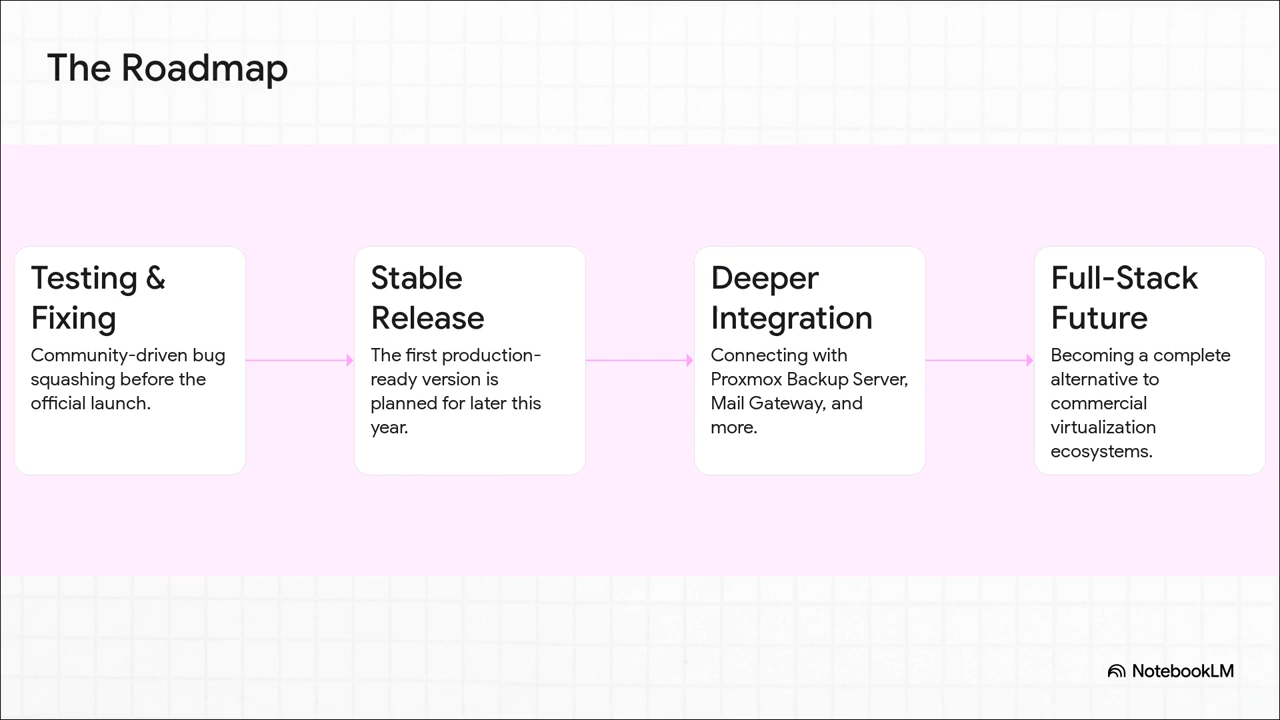 The Roadmap
Testing &
Fixing
Community-driven bug
squashing before the
official launch.
Stable
Release
The first production-
ready version is
planned for later this
year.
Deeper
Integration
Connecting with
Proxmox Backup Server,
Mail Gateway, and
more.
Full-Stack
Future
Becoming a complete
alternative to
commercial
virtualization
ecosystems.
NotebookLM